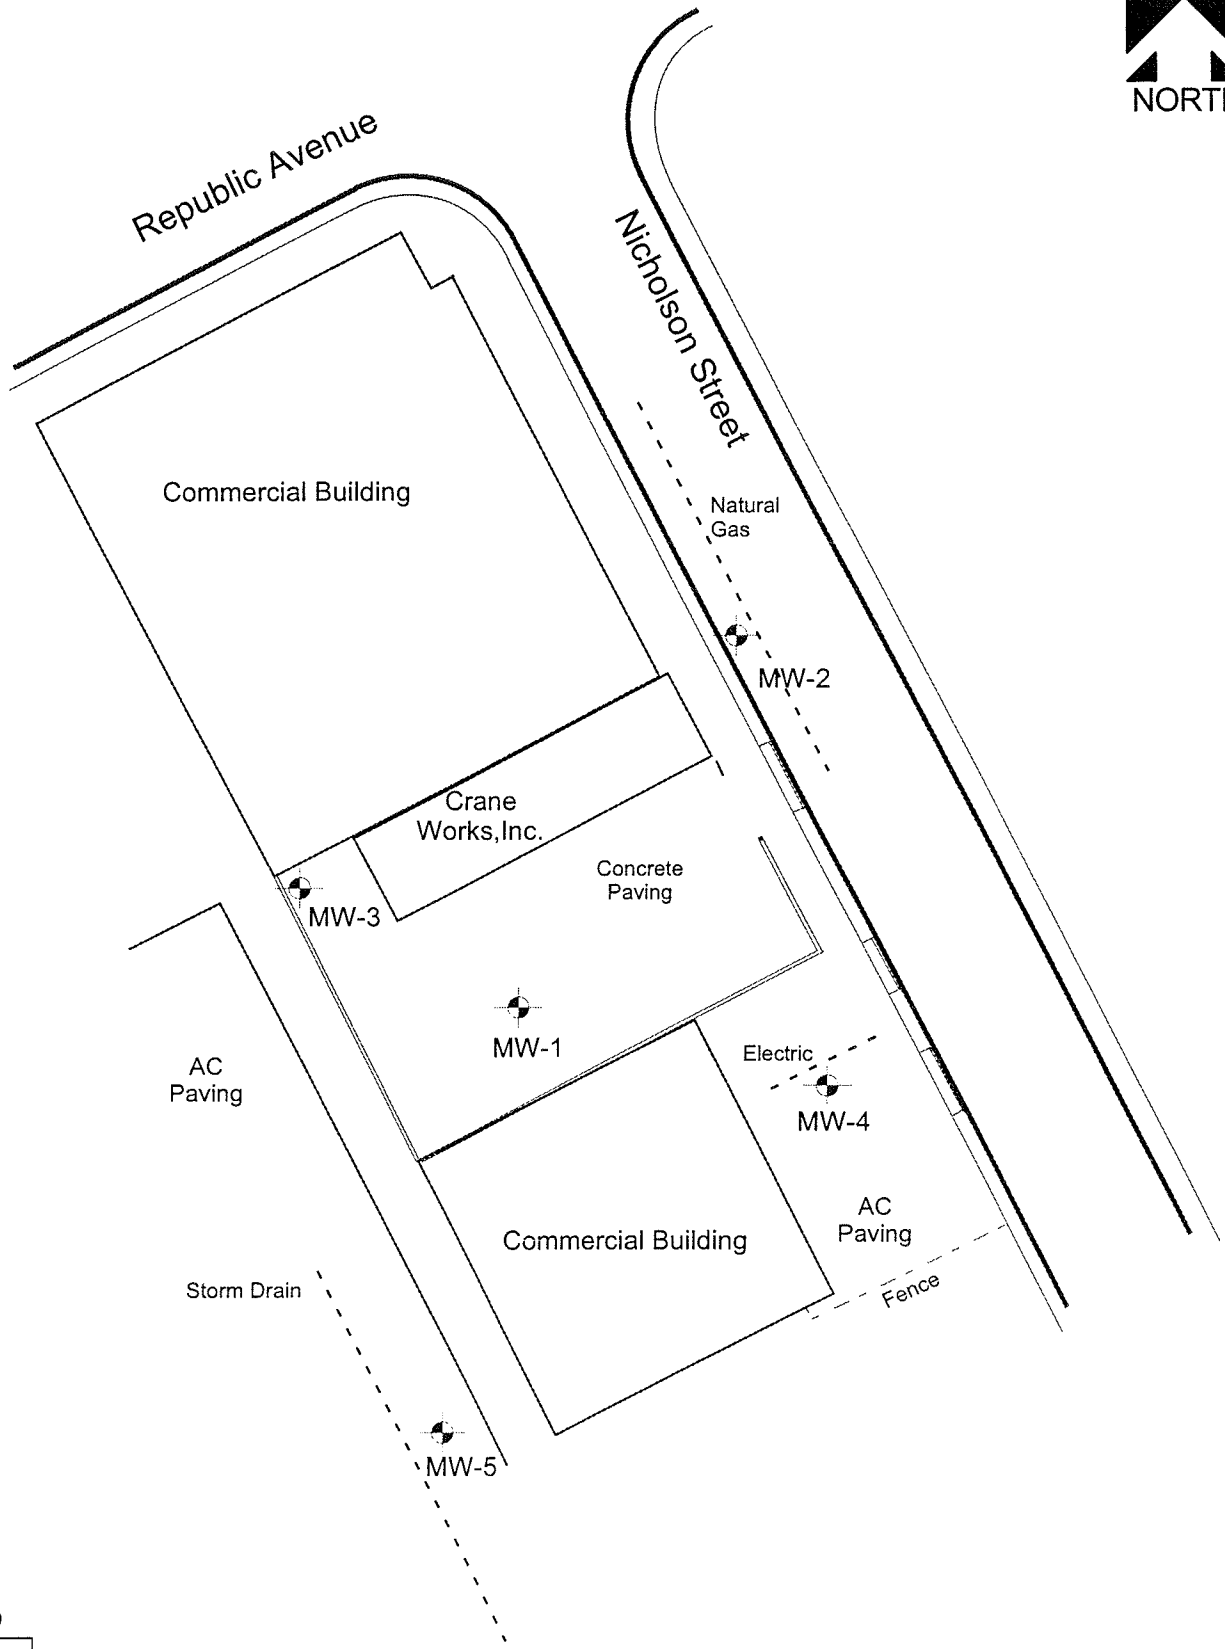 NORTH
Republic Avenue
Nicholson Street
Commercial Building
Natural
Gas
MW-2
Crane
Works,Inc.
Concrete
Paving
MW-3
MW-1
Electric
AC
Paving
MW-4
AC
Paving
Commercial Building
Storm Drain
Fence
MW-5